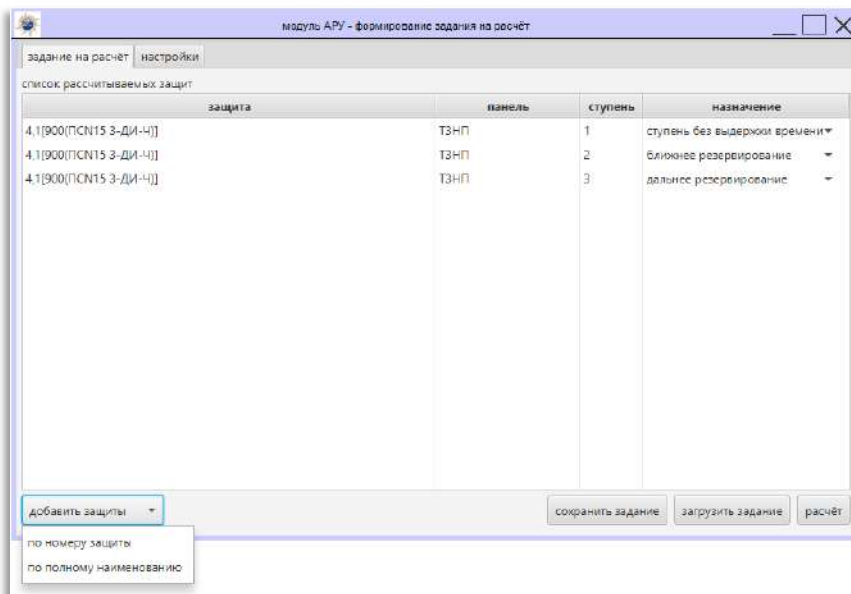 модуль АРУ - формирование задания на расчёт
задание на расчёт настройки
список рассчитываемых защит
защита панель ступень назначение
4,1[900(ПСN15 3-ДИ-Ч)] ТЗНП 1 ступень без выдержки времени
4,1[900(ПСN15 3-ДИ-Ч)] ТЗНП 2 ближнее резервирование
4,1[900(ПСN15 3-ДИ-Ч)] ТЗНП 3 дальнее резервирование
добавить защиты сохранить задание загрузить задание расчёт
по номеру защиты
по полному наименованию